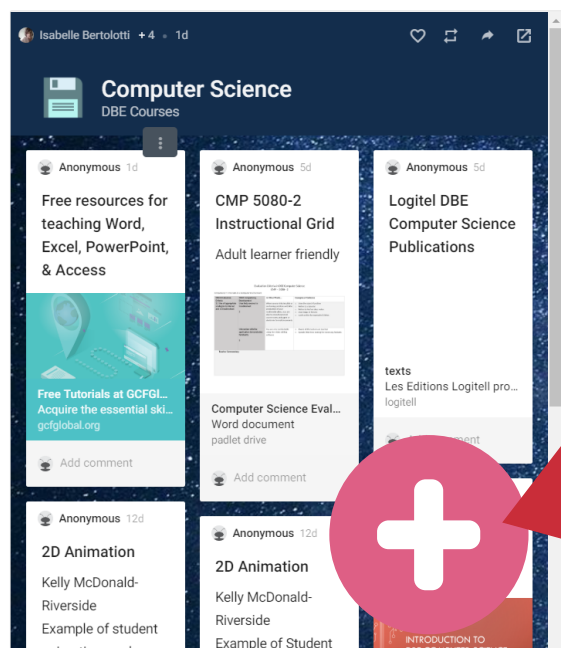 Isabelle Bertolotti +4 • 1d
Computer Science
DBE Courses
Anonymous 1d
Free resources for
teaching Word,
Excel, PowerPoint,
& Access
Free Tutorials at GCFGl...
Acquire the essential ski...
gcfglobal.org
Add comment
Anonymous 12d
2D Animation
Kelly McDonald-
Riverside
Example of student
Anonymous 5d
CMP 5080-2
Instructional Grid
Adult learner friendly
Computer Science Eval...
Word document
padlet drive
Add comment
Anonymous 12d
2D Animation
Kelly McDonald-
Riverside
Example of Student
Anonymous 5d
Logitel DBE
Computer Science
Publications
texts
Les Editions Logitell pro...
logitell
INTRODUCTION TO